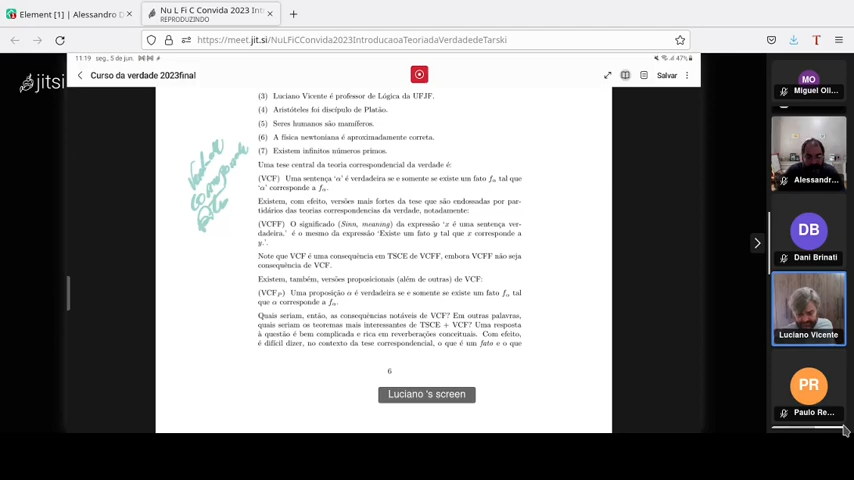 Element [1] | Alessandro D
Nu L Fi C Convida 2023 Intr
REPRODUZINDO
https://meet.jit.si/NuLFiCConvida2023IntroducaoaTeoriadaVerdadedeTarski
jitsi
11:19 seg., 5 de jun.
47%
Curso da verdade 2023final
Salvar
(3) Luciano Vicente é professor de Lógica da UFJF.
(4) Aristóteles foi discípulo de Platão.
(5) Seres humanos são mamíferos.
(6) A física newtoniana é aproximadamente correta.
(7) Existem infinitos números primos.
Uma tese central da teoria correspondencial da verdade é:
(VCF) Uma sentença ‘α’ é verdadeira se e somente se existe um fato fα tal que
‘α’ corresponde a fα.
Existem, com efeito, versões mais fortes da tese que são endossadas por par-
tidários das teorias correspondencias da verdade, notadamente:
(VCFF) O significado (Sinn, meaning) da expressão ‘x é uma sentença ver-
dadeira.’ é o mesmo da expressão ‘Existe um fato y tal que x corresponde a
y.’.
Note que VCF é uma consequência em TSCE de VCFF, embora VCFF não seja
consequência de VCF.
Existem, também, versões proposicionais (além de outras) de VCF:
(VCFP) Uma proposição α é verdadeira se e somente se existe um fato fα tal
que α corresponde a fα.
Quais seriam, então, as consequências notáveis de VCF? Em outras palavras,
quais seriam os teoremas mais interessantes de TSCE + VCF? Uma resposta
à questão é bem complicada e rica em reverberações conceituais. Com efeito,
é difícil dizer, no contexto da tese correspondencial, o que é um fato e o que
6
Luciano 's screen
MO
Miguel Oli...
Alessandro...
DB
Dani Brinati
Luciano Vicente
PR
Paulo Re...